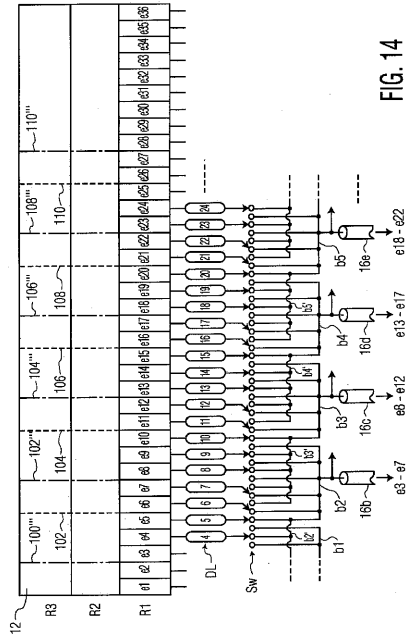 12 100''' 102''' 104''' 106''' 108''' 110'''
R3
102 104 106 108 110
R2
R1 e1 e2 e3 e4 e5 e6 e7 e8 e9 e10 e11 e12 e13 e14 e15 e16 e17 e18 e19 e20 e21 e22 e23 e24 e25 e26 e27 e28 e29 e30 e31 e32 e33 e34 e35 e36
DL 4 5 6 7 8 9 10 11 12 13 14 15 16 17 18 19 20 21 22 23 24
Sw
b2' b3' b4' b5'
b1 b2 b3 b4 b5
16b 16c 16d 16e
e3 - e7 e8 - e12 e13 - e17 e18 - e22
FIG. 14